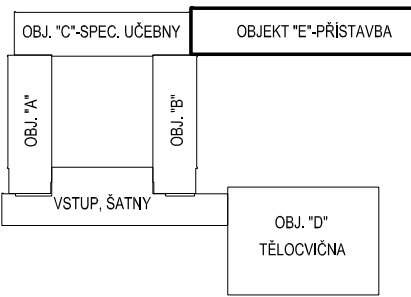 OBJ. "C"-SPEC. UČEBNY
OBJEKT "E"-PŘÍSTAVBA
OBJ. "A"
OBJ. "B"
VSTUP, ŠATNY
OBJ. "D"
TĚLOCVIČNA